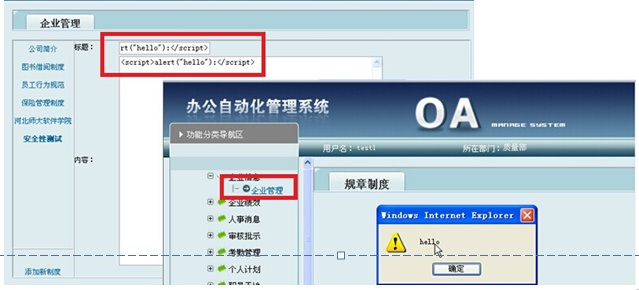 企业管理
公司简介
标题：
rt("hello");</script>
图书借阅制度
<script>alert("hello");</script>
员工行为规范
保险管理制度
河北师大软件学院
安全性测试
内容：
添加新制度
办公自动化管理系统
OA
MANAGE SYSTEM
功能分类导航区
用户名：test1
所在部门：质量部
企业信息
企业管理
企业绩效
人事消息
审核批示
考勤管理
个人计划
规章制度
Windows Internet Explorer
hello
确定